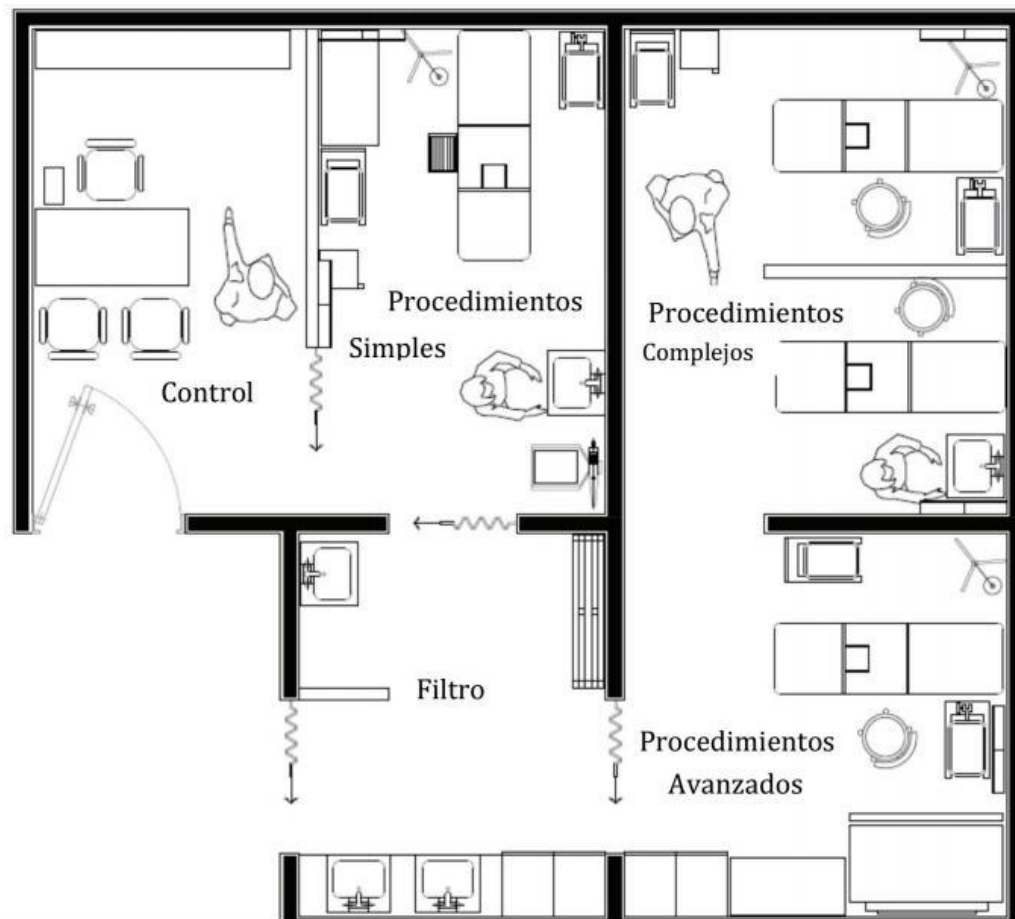 Control
Procedimientos
Simples
Procedimientos
Complejos
Filtro
Procedimientos
Avanzados